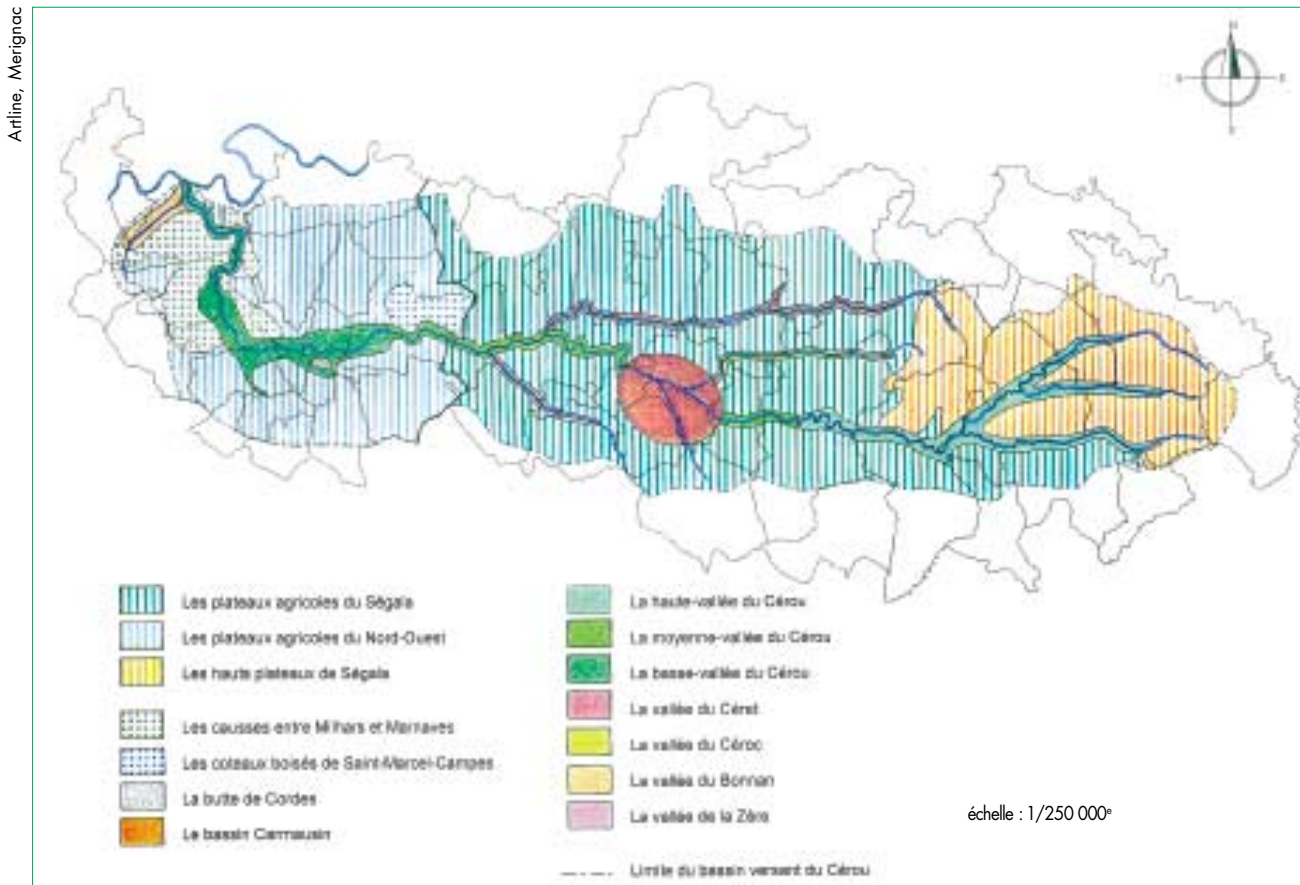 Artline, Merignac
N
E
S
Les plateaux agricoles du Ségala
Les plateaux agricoles du Nord-Ouest
Les hauts plateaux de Ségala
Les causses entre Milhars et Marnaves
Les coteaux boisés de Saint-Marcel-Campes
La butte de Cordes
Le bassin Carmausin
La haute-vallée du Cérou
La moyenne-vallée du Cérou
La basse-vallée du Cérou
La vallée du Céret
La vallée du Céroc
La vallée du Bonnan
La vallée de la Zère
Limite du bassin versant du Cérou
échelle : 1/250 000ᵉ